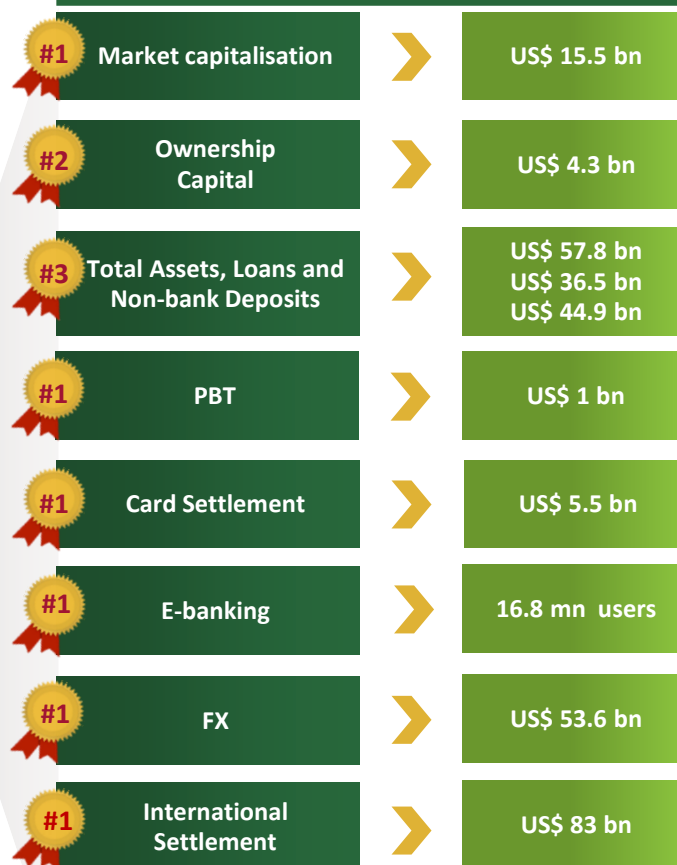 #1
Market capitalisation
US$ 15.5 bn
#2
Ownership
Capital
US$ 4.3 bn
#3
Total Assets, Loans and
Non-bank Deposits
US$ 57.8 bn
US$ 36.5 bn
US$ 44.9 bn
#1
PBT
US$ 1 bn
#1
Card Settlement
US$ 5.5 bn
#1
E-banking
16.8 mn users
#1
FX
US$ 53.6 bn
#1
International
Settlement
US$ 83 bn